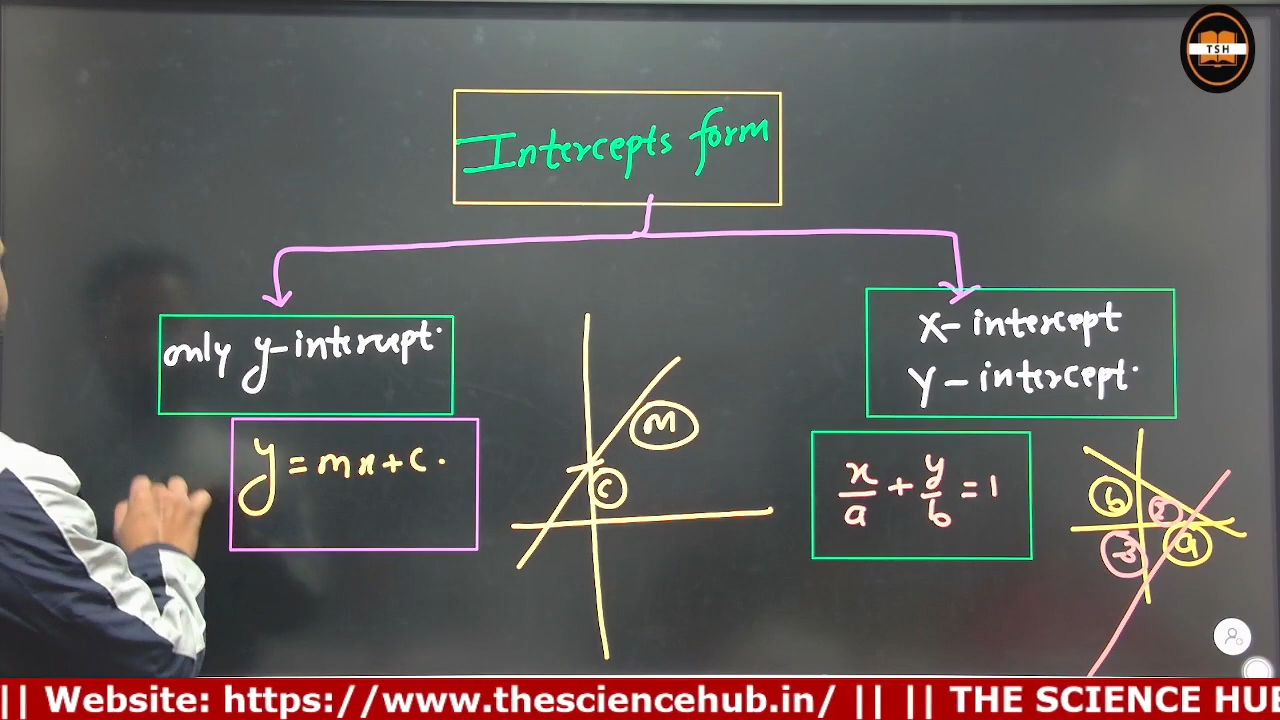 TSH
Intercepts form
only y-intercept.
X- intercept
Y - intercept.
y = mx + c .
M
c
x/a + y/b = 1
b
2
3
a
|| Website: https://www.thesciencehub.in/ || || THE SCIENCE HUB